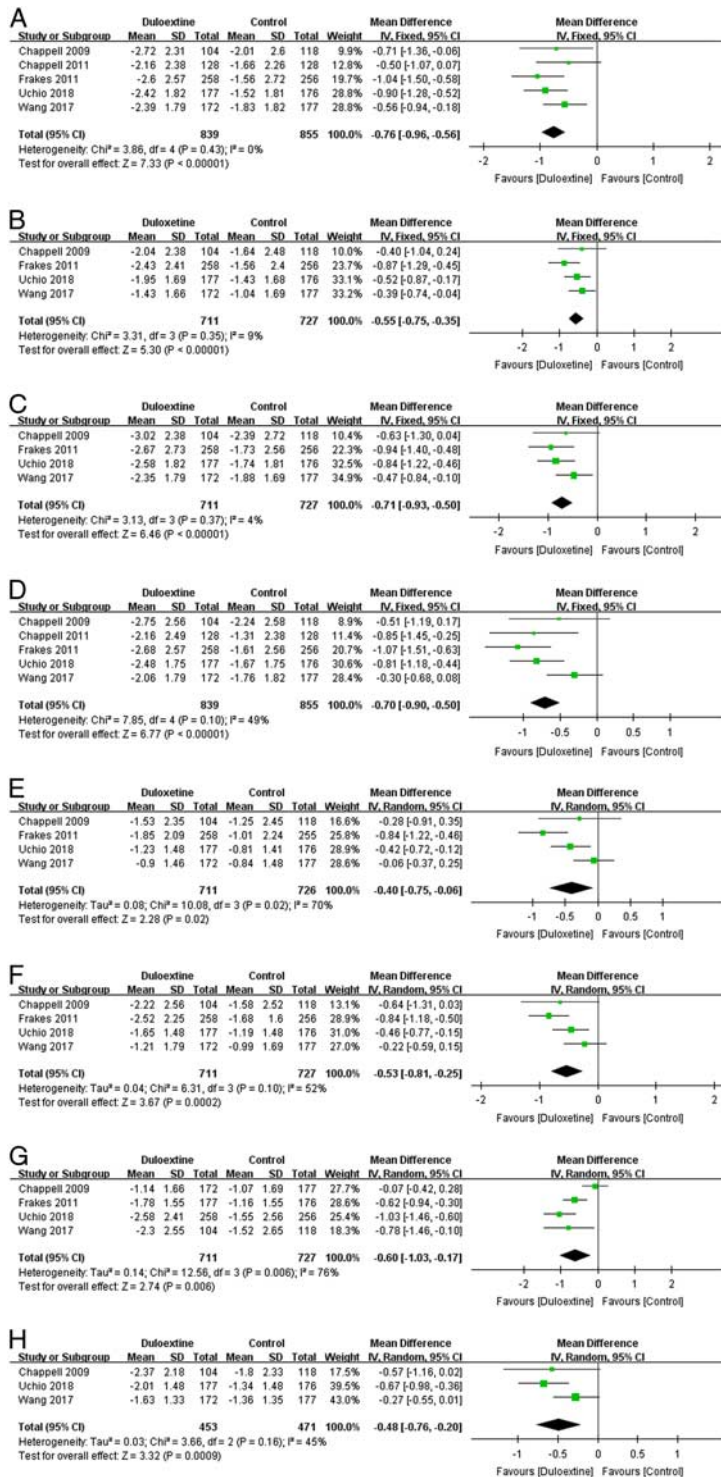 A
Duloextine Control Mean Difference Mean Difference
Study or Subgroup Mean SD Total Mean SD Total Weight IV, Fixed, 95% CI IV, Fixed, 95% CI
Chappell 2009 -2.72 2.31 104 -2.01 2.6 118 9.9% -0.71 [-1.36, -0.06]
Chappell 2011 -2.16 2.38 128 -1.66 2.26 128 12.8% -0.50 [-1.07, 0.07]
Frakes 2011 -2.6 2.57 258 -1.56 2.72 256 19.7% -1.04 [-1.50, -0.58]
Uchio 2018 -2.42 1.82 177 -1.52 1.81 176 28.8% -0.90 [-1.28, -0.52]
Wang 2017 -2.39 1.79 172 -1.83 1.82 177 28.8% -0.56 [-0.94, -0.18]
Total (95% CI) 839 855 100.0% -0.76 [-0.96, -0.56]
Heterogeneity: Chi² = 3.86, df = 4 (P = 0.43); I² = 0%
Test for overall effect: Z = 7.33 (P < 0.00001)
-2 -1 0 1 2
Favours [Duloextine] Favours [Control]
B
Duloxetine Control Mean Difference Mean Difference
Study or Subgroup Mean SD Total Mean SD Total Weight IV, Fixed, 95% CI IV, Fixed, 95% CI
Chappell 2009 -2.04 2.38 104 -1.64 2.48 118 10.0% -0.40 [-1.04, 0.24]
Frakes 2011 -2.43 2.41 258 -1.56 2.4 256 23.7% -0.87 [-1.29, -0.45]
Uchio 2018 -1.95 1.69 177 -1.43 1.68 176 33.1% -0.52 [-0.87, -0.17]
Wang 2017 -1.43 1.66 172 -1.04 1.69 177 33.2% -0.39 [-0.74, -0.04]
Total (95% CI) 711 727 100.0% -0.55 [-0.75, -0.35]
Heterogeneity: Chi² = 3.31, df = 3 (P = 0.35); I² = 9%
Test for overall effect: Z = 5.30 (P < 0.00001)
-2 -1 0 1 2
Favours [Duloxetine] Favours [Control]
C
Duloextine Control Mean Difference Mean Difference
Study or Subgroup Mean SD Total Mean SD Total Weight IV, Fixed, 95% CI IV, Fixed, 95% CI
Chappell 2009 -3.02 2.38 104 -2.39 2.72 118 10.4% -0.63 [-1.30, 0.04]
Frakes 2011 -2.67 2.73 258 -1.73 2.56 256 22.3% -0.94 [-1.40, -0.48]
Uchio 2018 -2.58 1.82 177 -1.74 1.81 176 32.9% -0.84 [-1.22, -0.46]
Wang 2017 -2.35 1.79 172 -1.88 1.69 177 34.4% -0.47 [-0.84, -0.10]
Total (95% CI) 711 727 100.0% -0.71 [-0.93, -0.50]
Heterogeneity: Chi² = 3.13, df = 3 (P = 0.37); I² = 4%
Test for overall effect: Z = 6.46 (P < 0.00001)
-2 -1 0 1 2
Favours [Duloxetine] Favours [Control]
D
Duloextine Control Mean Difference Mean Difference
Study or Subgroup Mean SD Total Mean SD Total Weight IV, Fixed, 95% CI IV, Fixed, 95% CI
Chappell 2009 -2.75 2.56 104 -2.24 2.58 118 8.9% -0.51 [-1.19, 0.17]
Chappell 2011 -2.16 2.49 128 -1.31 2.38 128 11.4% -0.85 [-1.45, -0.25]
Frakes 2011 -2.68 2.57 258 -1.61 2.56 256 20.7% -1.07 [-1.51, -0.63]
Uchio 2018 -2.48 1.75 177 -1.67 1.75 176 30.6% -0.81 [-1.18, -0.44]
Wang 2017 -2.06 1.79 172 -1.76 1.82 177 28.4% -0.30 [-0.68, 0.08]
Total (95% CI) 839 855 100.0% -0.70 [-0.90, -0.50]
Heterogeneity: Chi² = 7.85, df = 4 (P = 0.10); I² = 49%
Test for overall effect: Z = 6.77 (P < 0.00001)
-1 -0.5 0 0.5 1
Favours [Duloextine] Favours [Control]
E
Duloxetine Control Mean Difference Mean Difference
Study or Subgroup Mean SD Total Mean SD Total Weight IV, Random, 95% CI IV, Random, 95% CI
Chappell 2009 -1.53 2.35 104 -1.25 2.45 118 16.6% -0.28 [-0.91, 0.35]
Frakes 2011 -1.85 2.09 258 -1.01 2.24 255 25.8% -0.84 [-1.22, -0.46]
Uchio 2018 -1.23 1.48 177 -0.81 1.41 176 28.9% -0.42 [-0.72, -0.12]
Wang 2017 -0.9 1.46 172 -0.84 1.48 177 28.6% -0.06 [-0.37, 0.25]
Total (95% CI) 711 726 100.0% -0.40 [-0.75, -0.06]
Heterogeneity: Tau² = 0.08; Chi² = 10.08, df = 3 (P = 0.02); I² = 70%
Test for overall effect: Z = 2.28 (P = 0.02)
-1 -0.5 0 0.5 1
Favours [Duloxetine] Favours [Control]
F
Duloextine Control Mean Difference Mean Difference
Study or Subgroup Mean SD Total Mean SD Total Weight IV, Random, 95% CI IV, Random, 95% CI
Chappell 2009 -2.22 2.56 104 -1.58 2.52 118 13.1% -0.64 [-1.31, 0.03]
Frakes 2011 -2.52 2.25 258 -1.68 1.6 256 28.9% -0.84 [-1.18, -0.50]
Uchio 2018 -1.65 1.48 177 -1.19 1.48 176 31.0% -0.46 [-0.77, -0.15]
Wang 2017 -1.21 1.79 172 -0.99 1.69 177 27.0% -0.22 [-0.59, 0.15]
Total (95% CI) 711 727 100.0% -0.53 [-0.81, -0.25]
Heterogeneity: Tau² = 0.04; Chi² = 6.31, df = 3 (P = 0.10); I² = 52%
Test for overall effect: Z = 3.67 (P = 0.0002)
-2 -1 0 1 2
Favours [Duloxetine] Favours [Control]
G
Duloextine Control Mean Difference Mean Difference
Study or Subgroup Mean SD Total Mean SD Total Weight IV, Random, 95% CI IV, Random, 95% CI
Chappell 2009 -1.14 1.66 172 -1.07 1.69 177 27.7% -0.07 [-0.42, 0.28]
Frakes 2011 -1.78 1.55 177 -1.16 1.55 176 28.6% -0.62 [-0.94, -0.30]
Uchio 2018 -2.58 2.41 258 -1.55 2.56 256 25.4% -1.03 [-1.46, -0.60]
Wang 2017 -2.3 2.55 104 -1.52 2.65 118 18.3% -0.78 [-1.46, -0.10]
Total (95% CI) 711 727 100.0% -0.60 [-1.03, -0.17]
Heterogeneity: Tau² = 0.14; Chi² = 12.56, df = 3 (P = 0.006); I² = 76%
Test for overall effect: Z = 2.74 (P = 0.006)
-2 -1 0 1 2
Favours [Duloxetine] Favours [Control]
H
Duloextine Control Mean Difference Mean Difference
Study or Subgroup Mean SD Total Mean SD Total Weight IV, Random, 95% CI IV, Random, 95% CI
Chappell 2009 -2.37 2.18 104 -1.8 2.33 118 17.5% -0.57 [-1.16, 0.02]
Uchio 2018 -2.01 1.48 177 -1.34 1.48 176 39.5% -0.67 [-0.98, -0.36]
Wang 2017 -1.63 1.33 172 -1.36 1.35 177 43.0% -0.27 [-0.55, 0.01]
Total (95% CI) 453 471 100.0% -0.48 [-0.76, -0.20]
Heterogeneity: Tau² = 0.03; Chi² = 3.66, df = 2 (P = 0.16); I² = 45%
Test for overall effect: Z = 3.32 (P = 0.0009)
-1 -0.5 0 0.5 1
Favours [Duloextine] Favours [Control]